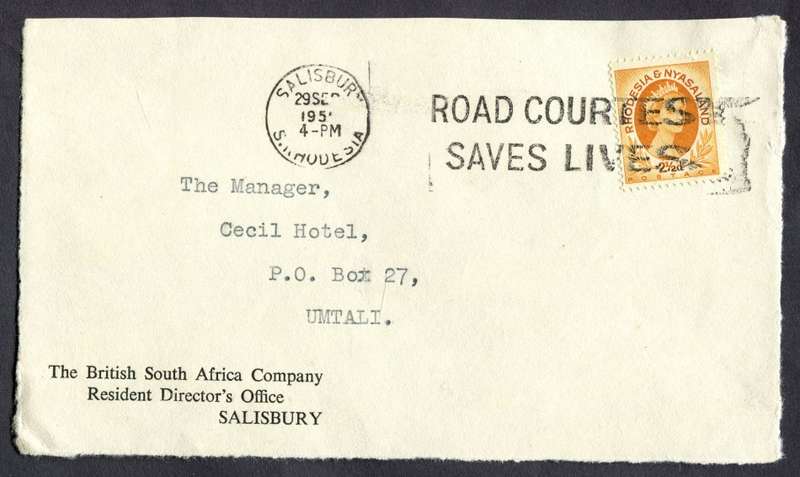 SALISBURY
29 SEP
195
4-PM
S. RHODESIA
ROAD COURTESY
SAVES LIVES
RHODESIA & NYASALAND
2½d
POSTAGE
The Manager,
Cecil Hotel,
P.O. Box 27,
UMTALI.
The British South Africa Company
Resident Director's Office
SALISBURY